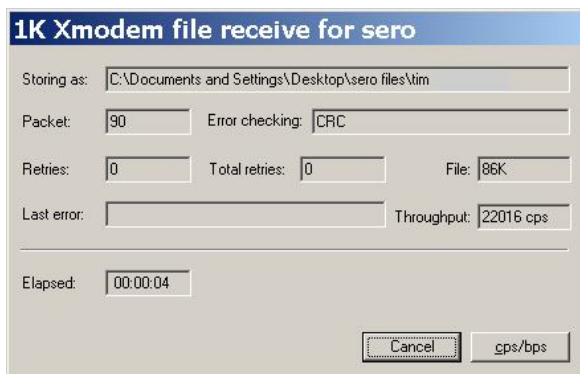 1K Xmodem file receive for sero
Storing as: C:\Documents and Settings\Desktop\sero files\tim
Packet: 90 Error checking: CRC
Retries: 0 Total retries: 0 File: 86K
Last error: Throughput: 22016 cps
Elapsed: 00:00:04
Cancel cps/bps